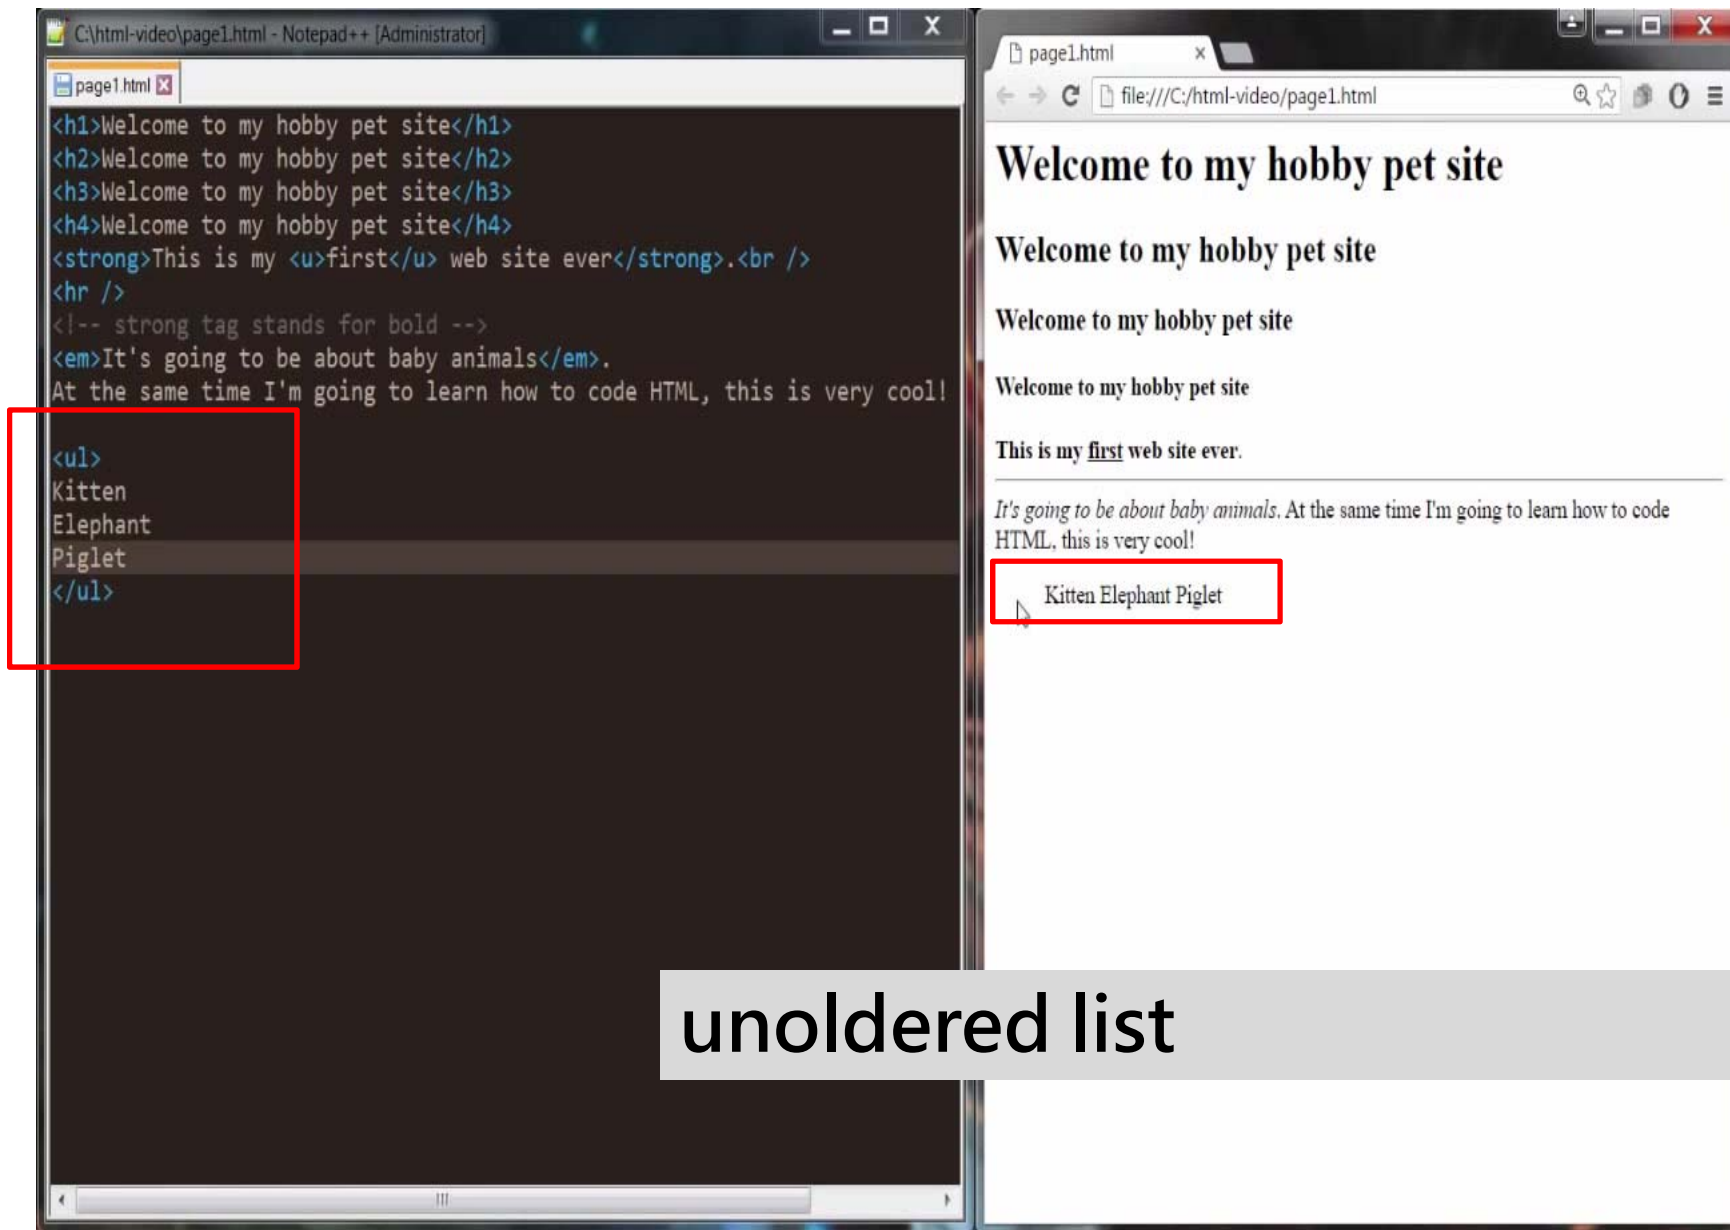 C:\html-video\page1.html - Notepad++ [Administrator]
page1.html
<h1>Welcome to my hobby pet site</h1>
<h2>Welcome to my hobby pet site</h2>
<h3>Welcome to my hobby pet site</h3>
<h4>Welcome to my hobby pet site</h4>
<strong>This is my <u>first</u> web site ever</strong>.<br />
<hr />
<!-- strong tag stands for bold -->
<em>It's going to be about baby animals</em>.
At the same time I'm going to learn how to code HTML, this is very cool!
<ul>
Kitten
Elephant
Piglet
</ul>
page1.html
file:///C:/html-video/page1.html
Welcome to my hobby pet site
Welcome to my hobby pet site
Welcome to my hobby pet site
Welcome to my hobby pet site
This is my first web site ever.
It's going to be about baby animals. At the same time I'm going to learn how to code
HTML, this is very cool!
Kitten Elephant Piglet
unoldered list